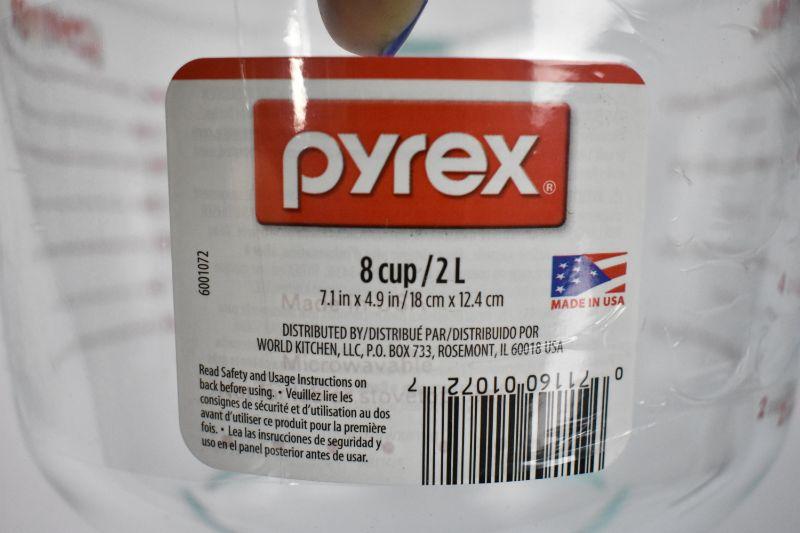 pyrex®
8 cup/2 L
7.1 in x 4.9 in/18 cm x 12.4 cm
MADE IN USA
6001072
DISTRIBUTED BY/DISTRIBUÉ PAR/DISTRIBUIDO POR
WORLD KITCHEN, LLC, P.O. BOX 733, ROSEMONT, IL 60018 USA
Microwavable
Read Safety and Usage Instructions on
back before using. • Veuillez lire les
consignes de sécurité et d'utilisation au dos
avant d'utiliser ce produit pour la première
fois. • Lea las insrucciones de seguridad y
uso en el panel posterior antes de usar.
0 71160 01072 7